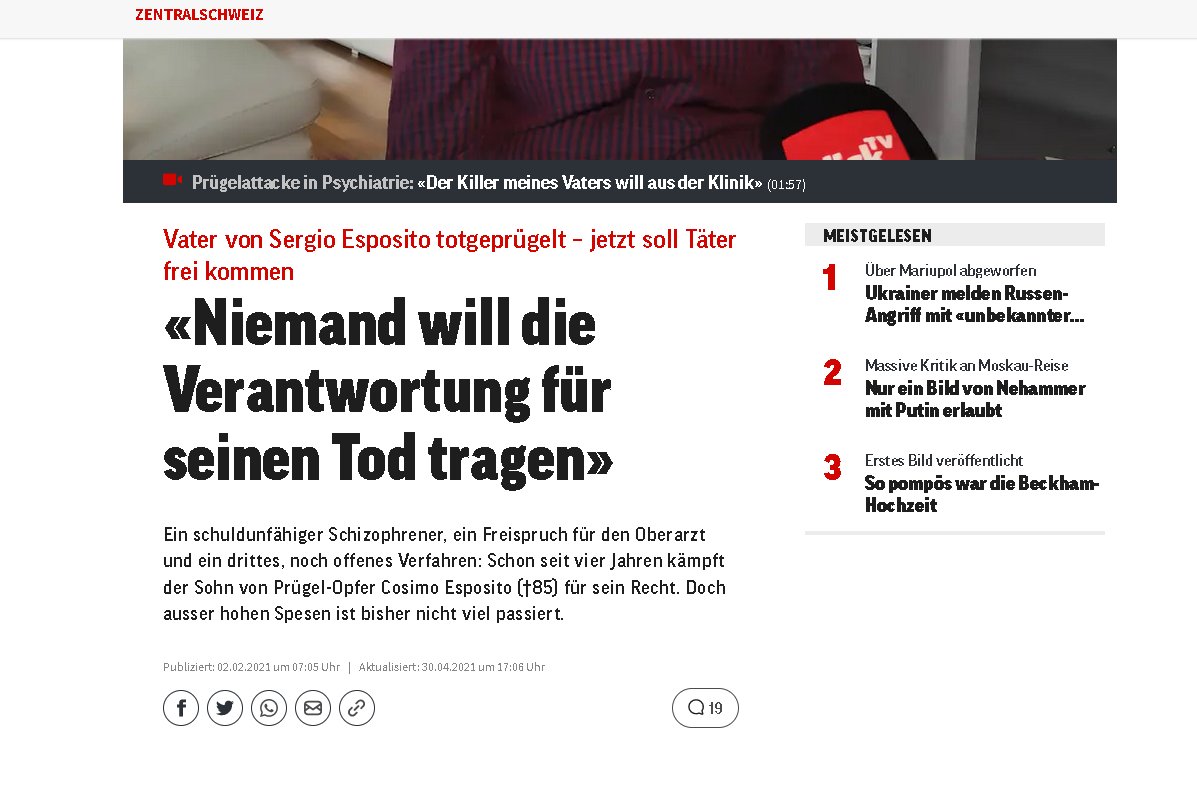 ZENTRALSCHWEIZ
TV
Prügelattacke in Psychiatrie: «Der Killer meines Vaters will aus der Klinik» (01:57)
Vater von Sergio Esposito totgeprügelt – jetzt soll Täter
frei kommen
«Niemand will die
Verantwortung für
seinen Tod tragen»
Ein schuldunfähiger Schizophrener, ein Freispruch für den Oberarzt
und ein drittes, noch offenes Verfahren: Schon seit vier Jahren kämpft
der Sohn von Prügel-Opfer Cosimo Esposito (†85) für sein Recht. Doch
ausser hohen Spesen ist bisher nicht viel passiert.
Publiziert: 02.02.2021 um 07:05 Uhr | Aktualisiert: 30.04.2021 um 17:06 Uhr
19
MEISTGELESEN
1
Über Mariupol abgeworfen
Ukrainer melden Russen-
Angriff mit «unbekannter...
2
Massive Kritik an Moskau-Reise
Nur ein Bild von Nehammer
mit Putin erlaubt
3
Erstes Bild veröffentlicht
So pompös war die Beckham-
Hochzeit